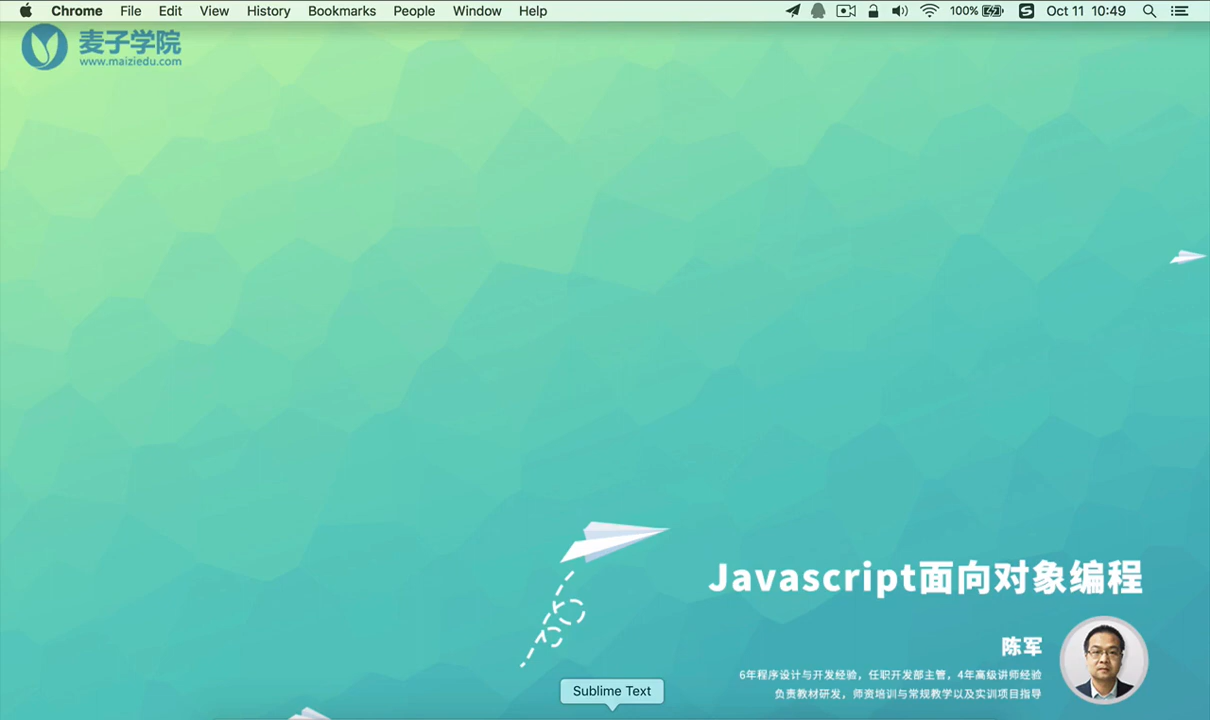 Chrome File Edit View History Bookmarks People Window Help 100% Oct 11 10:49
麦子学院
www.maiziedu.com
Javascript面向对象编程
陈军
6年程序设计与开发经验，任职开发部主管，4年高级讲师经验
负责教材研发，师资培训与常规教学以及实训项目指导
Sublime Text